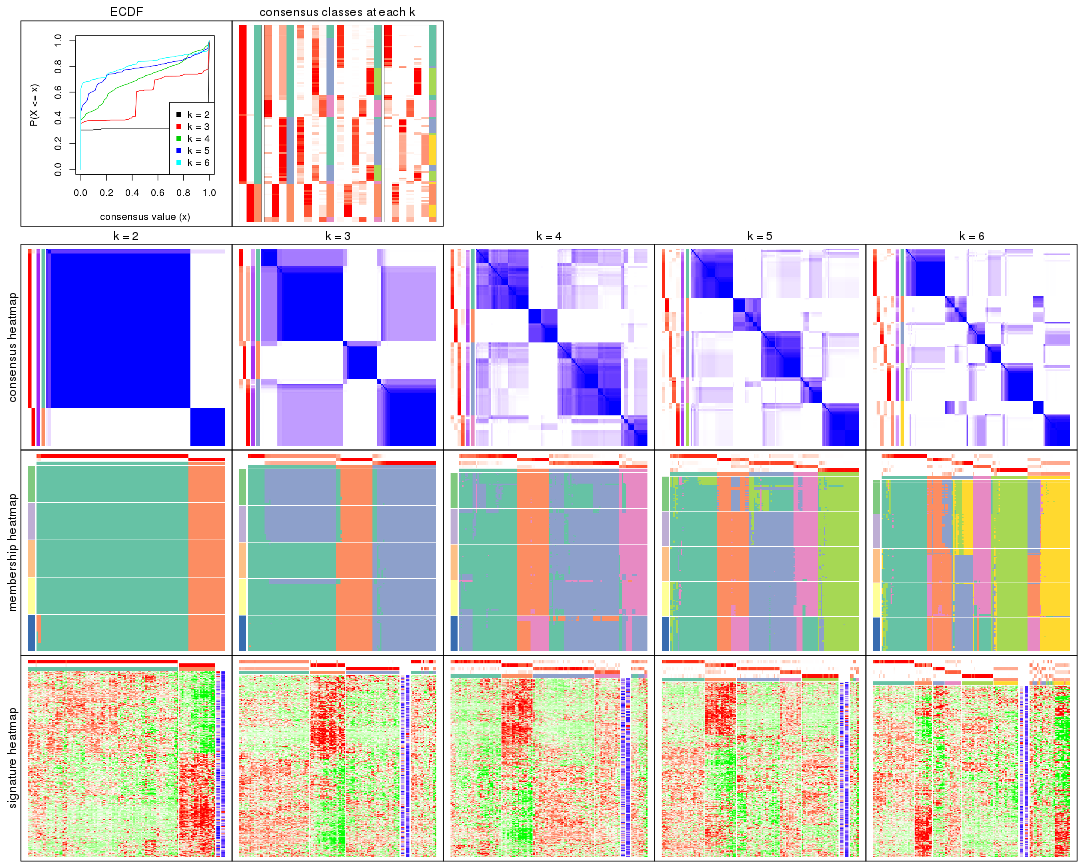 ECDF
consensus classes at each k
P(X <= x)
0.0 0.2 0.4 0.6 0.8 1.0
k = 2
k = 3
k = 4
k = 5
k = 6
0.0 0.2 0.4 0.6 0.8 1.0
consensus value (x)
k = 2
k = 3
k = 4
k = 5
k = 6
consensus heatmap
membership heatmap
signature heatmap